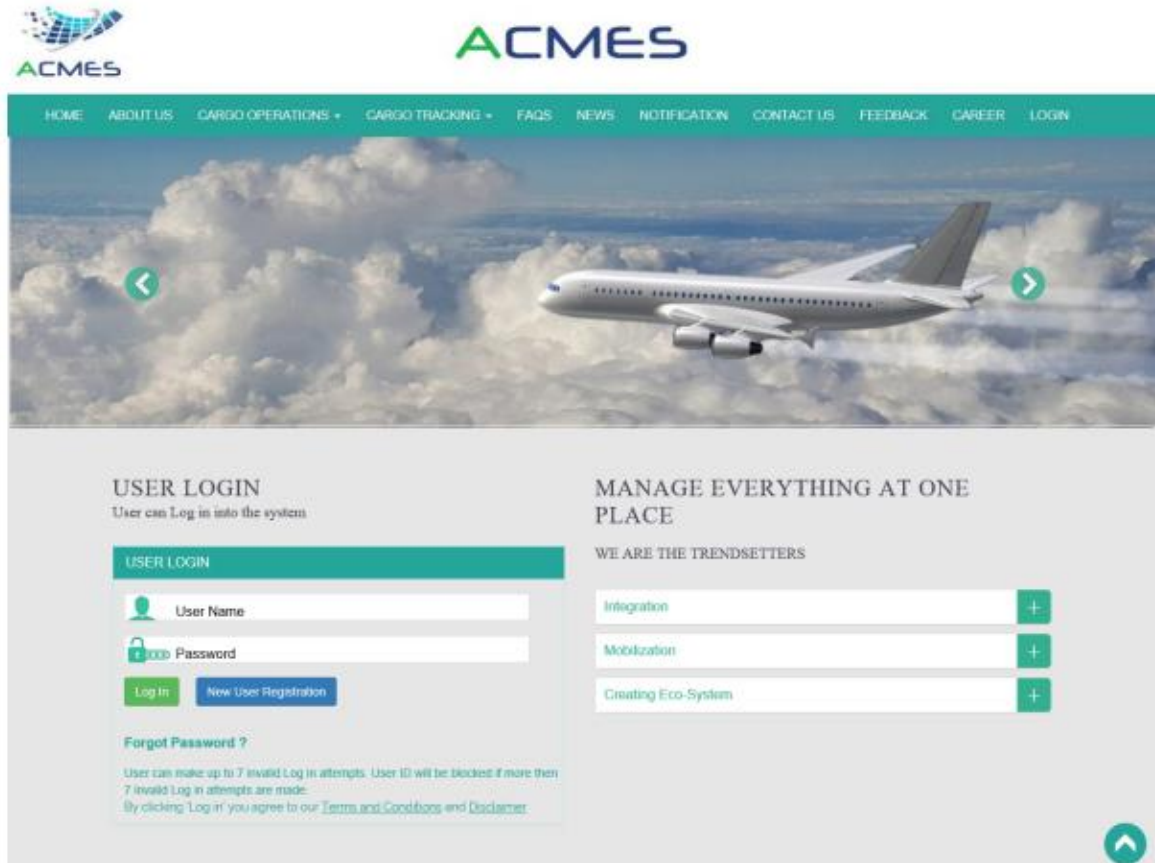 ACMES
ACMES
HOME ABOUT US CARGO OPERATIONS CARGO TRACKING FAQS NEWS NOTIFICATION CONTACT US FEEDBACK CAREER LOGIN
USER LOGIN
User can Log in into the system
USER LOGIN
User Name
Password
Log In New User Registration
Forgot Password ?
User can make up to 7 invalid Log in attempts. User ID will be blocked if more then
7 invalid Log in attempts are made.
By clicking 'Log in' you agree to our Terms and Conditions and Disclaimer
MANAGE EVERYTHING AT ONE
PLACE
WE ARE THE TRENDSETTERS
Integration
Mobilization
Creating Eco-System